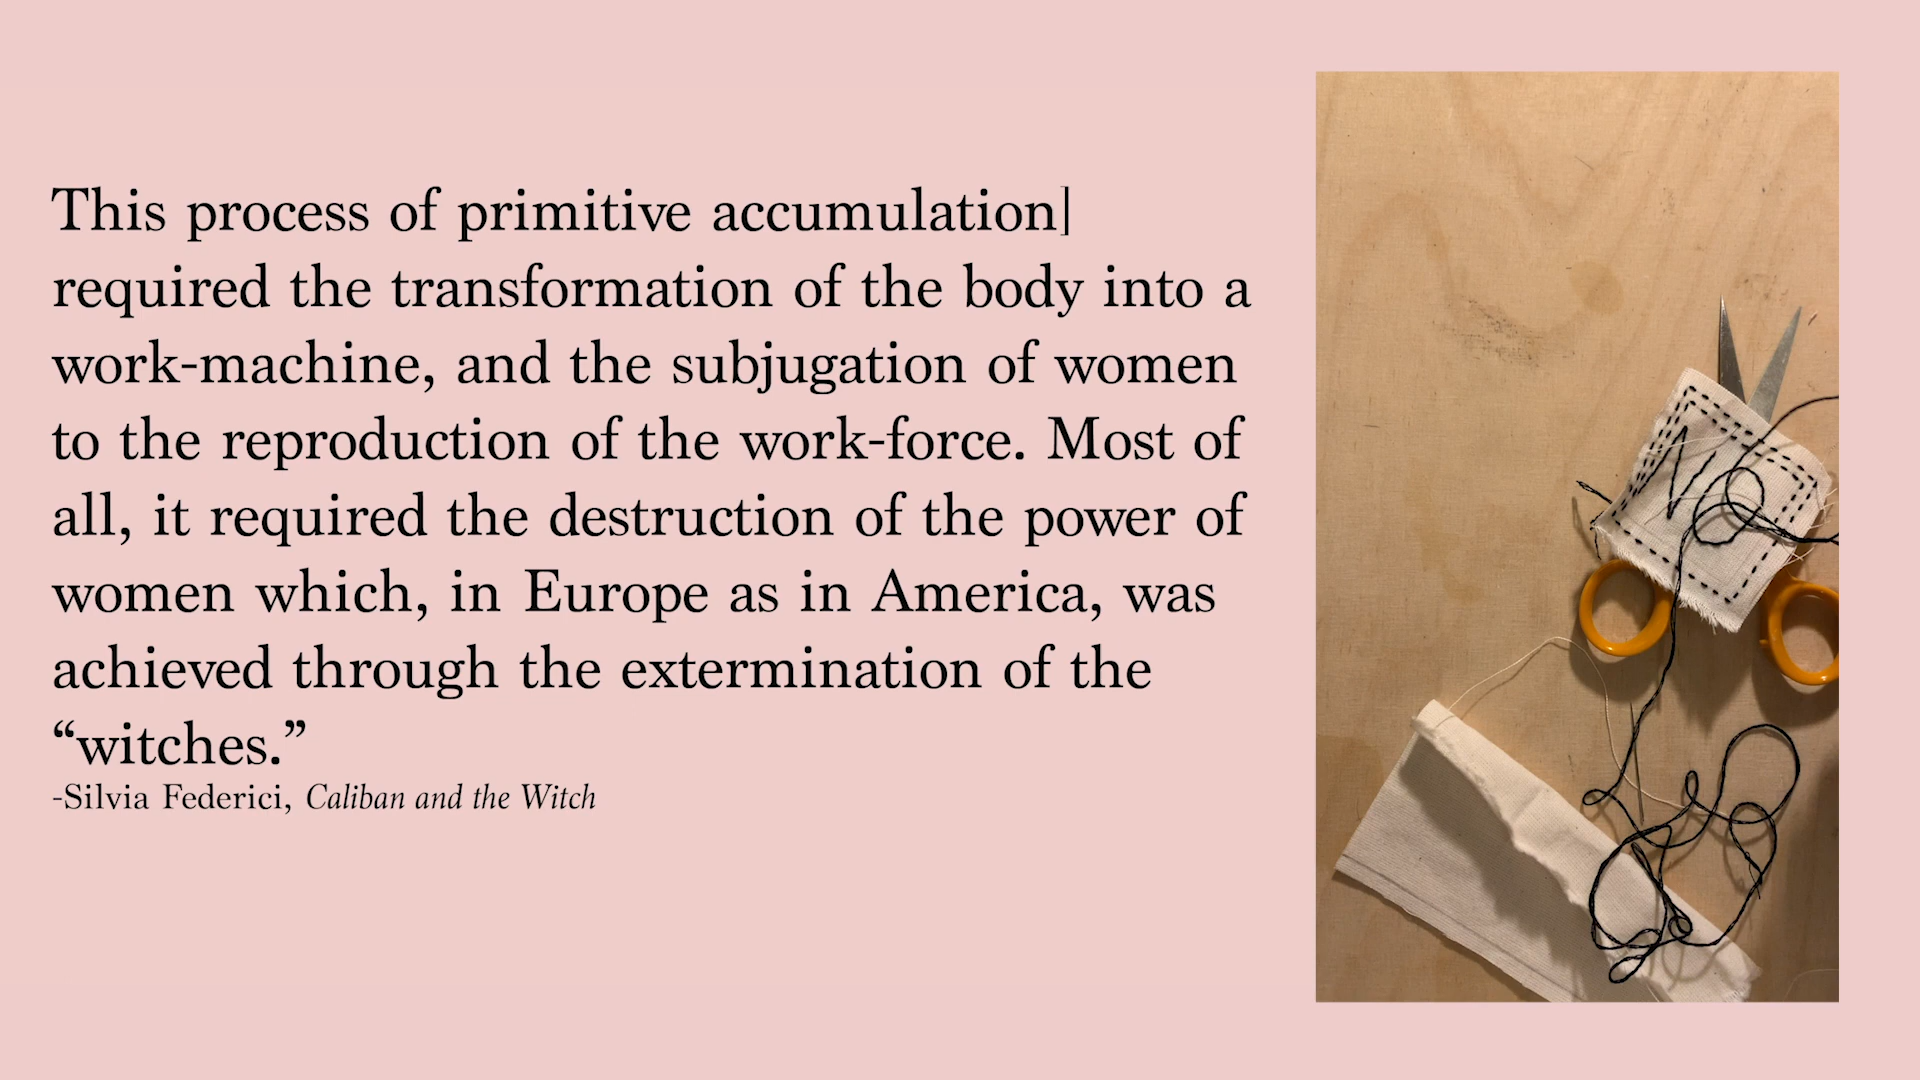 This process of primitive accumulation]
required the transformation of the body into a
work-machine, and the subjugation of women
to the reproduction of the work-force. Most of
all, it required the destruction of the power of
women which, in Europe as in America, was
achieved through the extermination of the
“witches.”
-Silvia Federici, Caliban and the Witch
NO